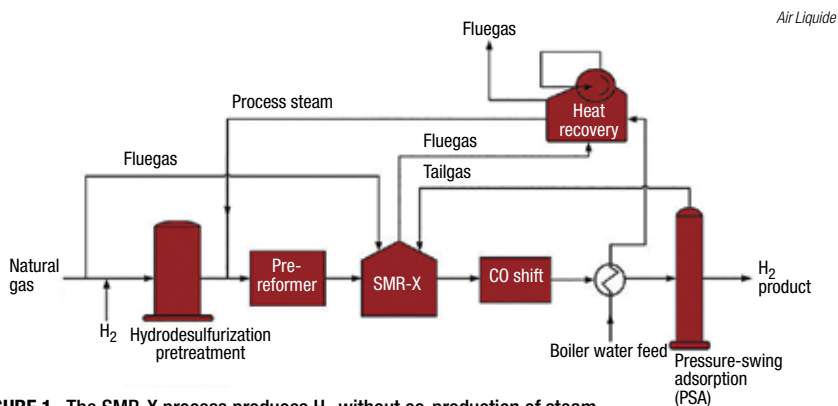 Air Liquide
Fluegas
Heat
recovery
Process steam
Fluegas
Fluegas
Tailgas
Natural
gas
H2
Hydrodesulfurization
pretreatment
Pre-
reformer
SMR-X
CO shift
Boiler water feed
H2
product
Pressure-swing
adsorption
(PSA)
SURE 1. The SMR-X process produces H without co-production of steam